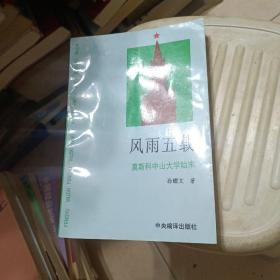 风雨五载
莫斯科中山大学始末
孙耀文 著
中央编译出版社